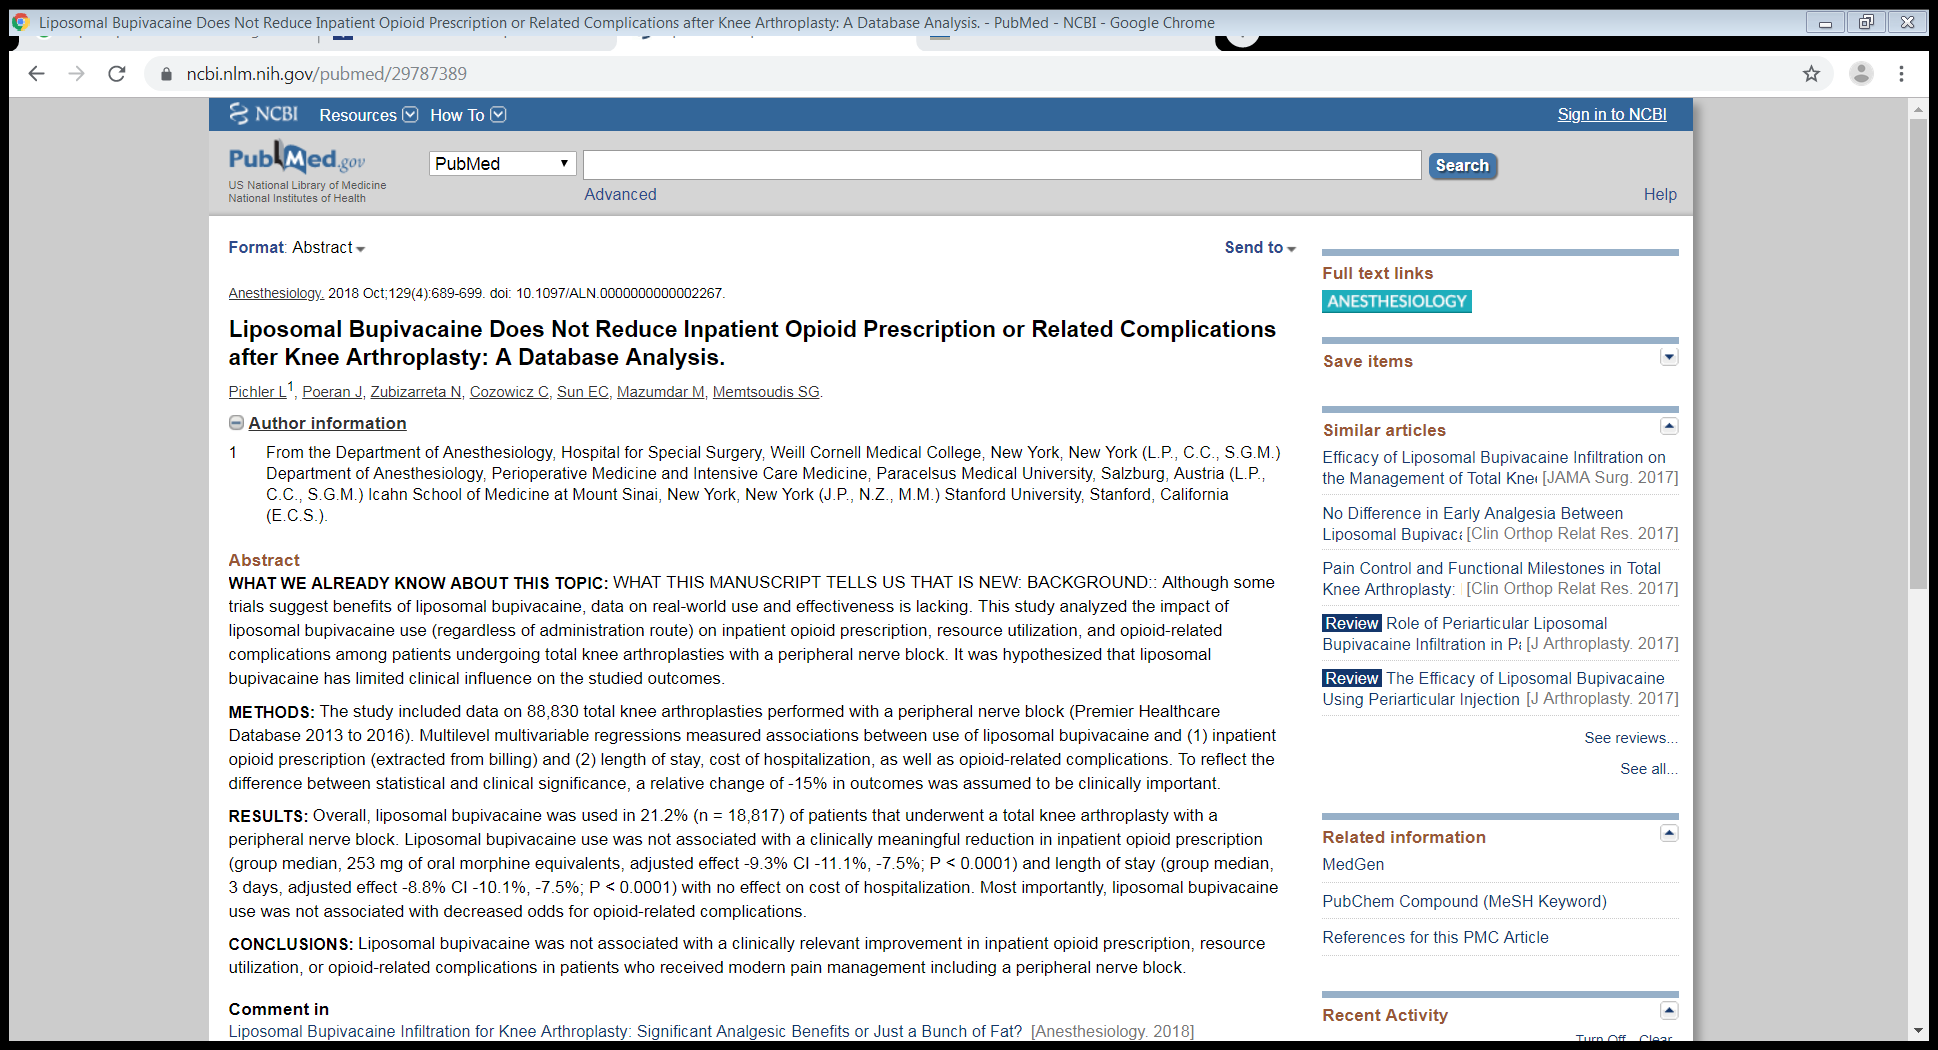 Liposomal Bupivacaine Does Not Reduce Inpatient Opioid Prescription or Related Complications after Knee Arthroplasty: A Database Analysis. - PubMed - NCBI - Google Chrome
ncbi.nlm.nih.gov/pubmed/29787389
NCBI Resources How To Sign in to NCBI
PubMed.gov
US National Library of Medicine
National Institutes of Health
PubMed
Search
Advanced
Help
Format: Abstract
Send to
Anesthesiology. 2018 Oct;129(4):689-699. doi: 10.1097/ALN.0000000000002267.
Liposomal Bupivacaine Does Not Reduce Inpatient Opioid Prescription or Related Complications
after Knee Arthroplasty: A Database Analysis.
Pichler L1, Poeran J, Zubizarreta N, Cozowicz C, Sun EC, Mazumdar M, Memtsoudis SG.
Author information
1 From the Department of Anesthesiology, Hospital for Special Surgery, Weill Cornell Medical College, New York, New York (L.P., C.C., S.G.M.)
Department of Anesthesiology, Perioperative Medicine and Intensive Care Medicine, Paracelsus Medical University, Salzburg, Austria (L.P.,
C.C., S.G.M.) Icahn School of Medicine at Mount Sinai, New York, New York (J.P., N.Z., M.M.) Stanford University, Stanford, California
(E.C.S.).
Abstract
WHAT WE ALREADY KNOW ABOUT THIS TOPIC: WHAT THIS MANUSCRIPT TELLS US THAT IS NEW: BACKGROUND:: Although some
trials suggest benefits of liposomal bupivacaine, data on real-world use and effectiveness is lacking. This study analyzed the impact of
liposomal bupivacaine use (regardless of administration route) on inpatient opioid prescription, resource utilization, and opioid-related
complications among patients undergoing total knee arthroplasties with a peripheral nerve block. It was hypothesized that liposomal
bupivacaine has limited clinical influence on the studied outcomes.
METHODS: The study included data on 88,830 total knee arthroplasties performed with a peripheral nerve block (Premier Healthcare
Database 2013 to 2016). Multilevel multivariable regressions measured associations between use of liposomal bupivacaine and (1) inpatient
opioid prescription (extracted from billing) and (2) length of stay, cost of hospitalization, as well as opioid-related complications. To reflect the
difference between statistical and clinical significance, a relative change of -15% in outcomes was assumed to be clinically important.
RESULTS: Overall, liposomal bupivacaine was used in 21.2% (n = 18,817) of patients that underwent a total knee arthroplasty with a
peripheral nerve block. Liposomal bupivacaine use was not associated with a clinically meaningful reduction in inpatient opioid prescription
(group median, 253 mg of oral morphine equivalents, adjusted effect -9.3% CI -11.1%, -7.5%; P < 0.0001) and length of stay (group median,
3 days, adjusted effect -8.8% CI -10.1%, -7.5%; P < 0.0001) with no effect on cost of hospitalization. Most importantly, liposomal bupivacaine
use was not associated with decreased odds for opioid-related complications.
CONCLUSIONS: Liposomal bupivacaine was not associated with a clinically relevant improvement in inpatient opioid prescription, resource
utilization, or opioid-related complications in patients who received modern pain management including a peripheral nerve block.
Comment in
Liposomal Bupivacaine Infiltration for Knee Arthroplasty: Significant Analgesic Benefits or Just a Bunch of Fat? [Anesthesiology. 2018]
Full text links
ANESTHESIOLOGY
Save items
Similar articles
Efficacy of Liposomal Bupivacaine Infiltration on
the Management of Total Knee [JAMA Surg. 2017]
No Difference in Early Analgesia Between
Liposomal Bupivaca [Clin Orthop Relat Res. 2017]
Pain Control and Functional Milestones in Total
Knee Arthroplasty: [Clin Orthop Relat Res. 2017]
Review Role of Periarticular Liposomal
Bupivacaine Infiltration in Pa [J Arthroplasty. 2017]
Review The Efficacy of Liposomal Bupivacaine
Using Periarticular Injection [J Arthroplasty. 2017]
See reviews...
See all...
Related information
MedGen
PubChem Compound (MeSH Keyword)
References for this PMC Article
Recent Activity
Turn Off Clear